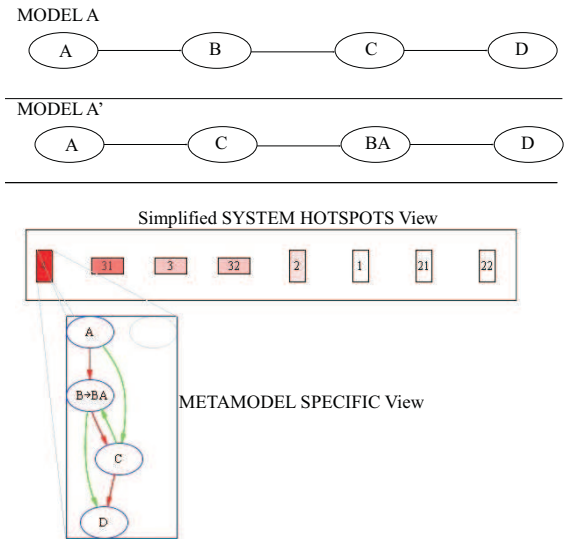 MODEL A
A B C D
MODEL A’
A C BA D
Simplified SYSTEM HOTSPOTS View
31 3 32 2 1 21 22
A
B→BA
METAMODEL SPECIFIC View
C
D